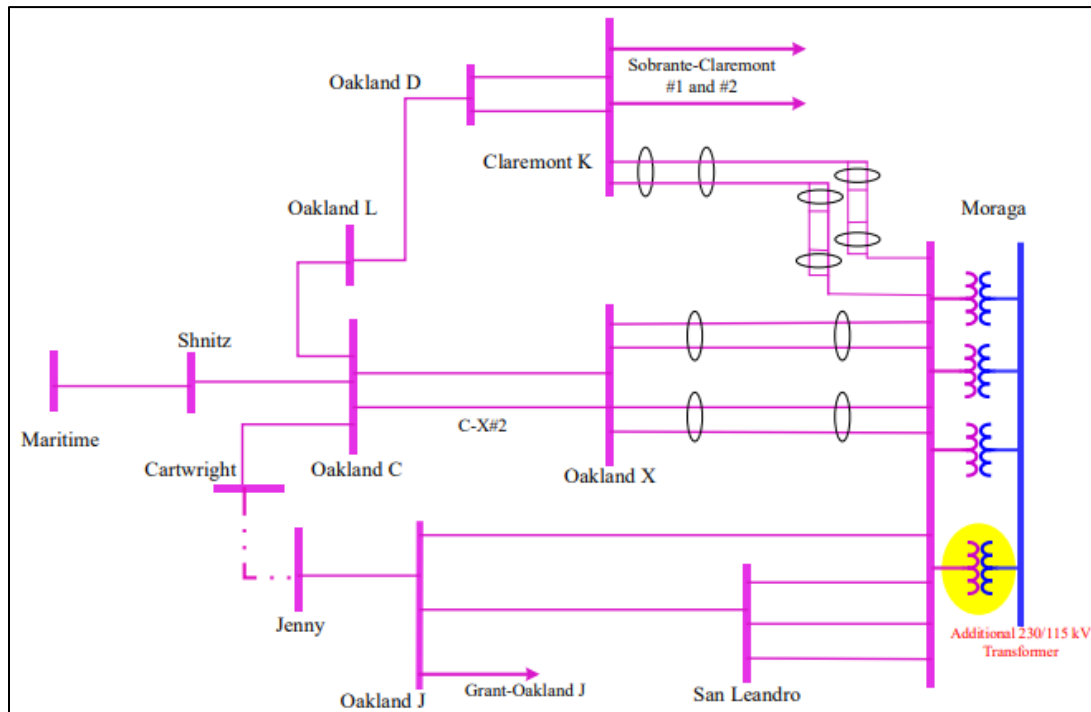 Oakland D
Sobrante-Claremont
#1 and #2
Claremont K
Oakland L
Moraga
Shnitz
Maritime
C-X#2
Cartwright
Oakland C
Oakland X
Jenny
Additional 230/115 kV
Transformer
Oakland J
Grant-Oakland J
San Leandro